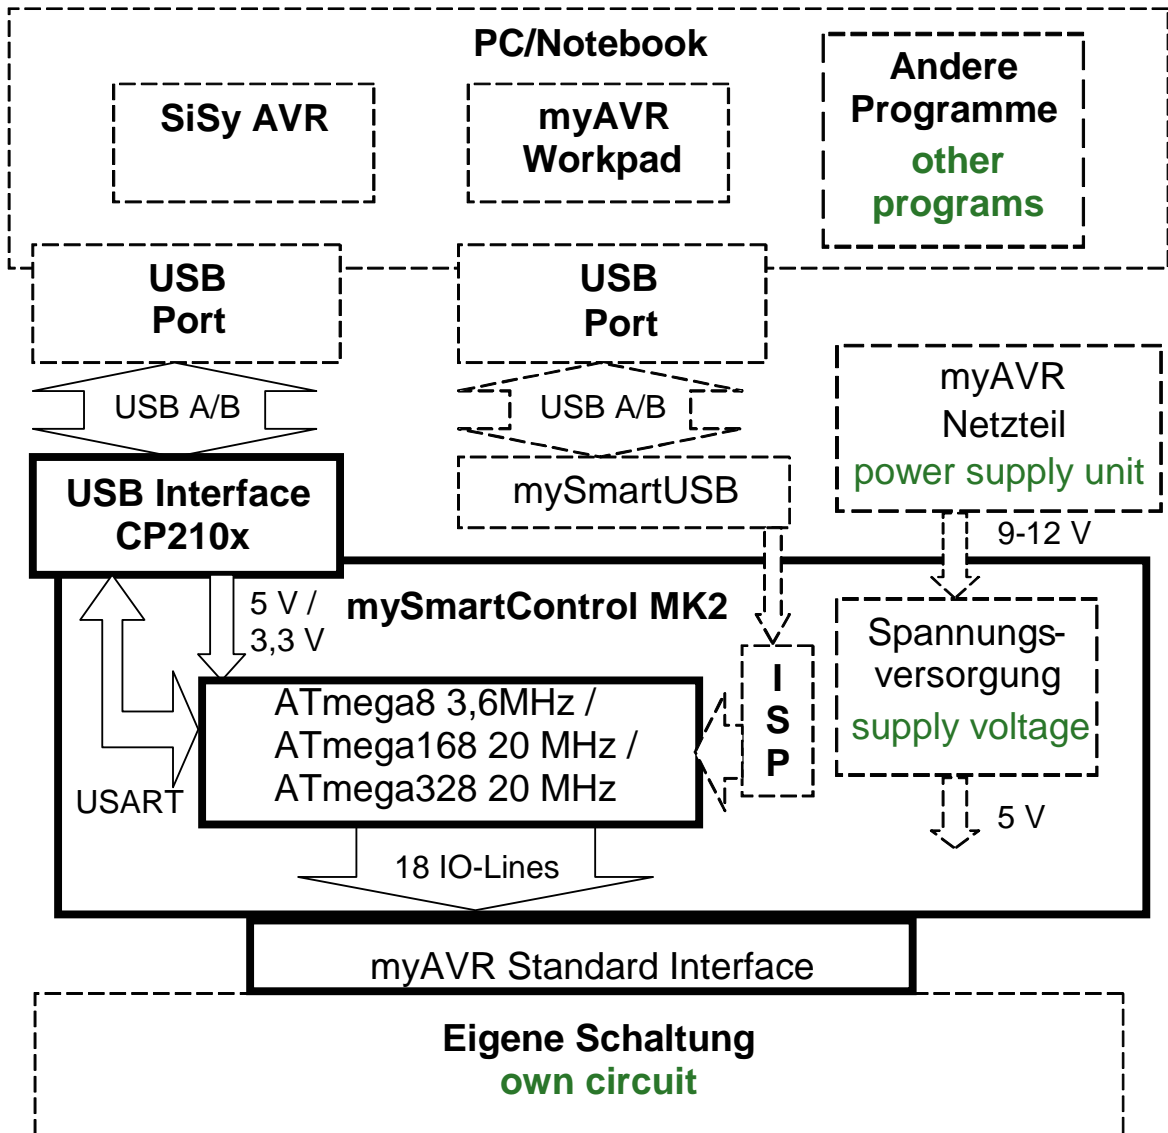 PC/Notebook
SiSy AVR
myAVR
Workpad
Andere
Programme
other
programs
USB
Port
USB
Port
USB A/B
USB A/B
myAVR
Netzteil
power supply unit
USB Interface
CP210x
mySmartUSB
9-12 V
5 V /
3,3 V
mySmartControl MK2
I
S
P
Spannungs-
versorgung
supply voltage
ATmega8 3,6MHz /
ATmega168 20 MHz /
ATmega328 20 MHz
USART
5 V
18 IO-Lines
myAVR Standard Interface
Eigene Schaltung
own circuit